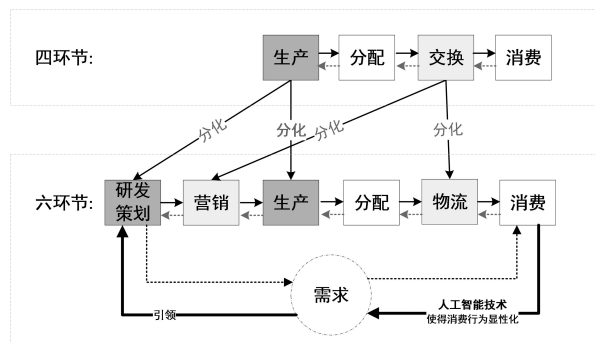 四环节:
生产
分配
交换
消费
分化
分化
分化
分化
六环节:
研发
策划
营销
生产
分配
物流
消费
需求
引领
人工智能技术
使得消费行为显性化